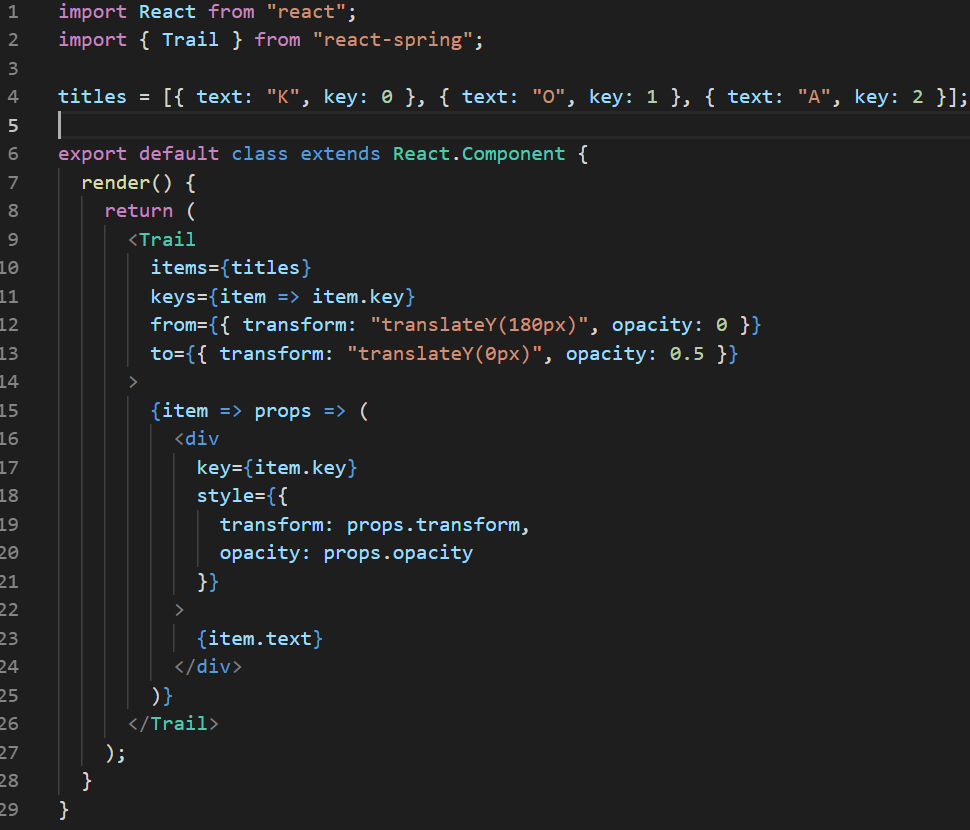 1 import React from "react";
2 import { Trail } from "react-spring";
3
4 titles = [{ text: "K", key: 0 }, { text: "O", key: 1 }, { text: "A", key: 2 }];
5
6 export default class extends React.Component {
7   render() {
8     return (
9       <Trail
10         items={titles}
11         keys={item => item.key}
12         from={{ transform: "translateY(180px)", opacity: 0 }}
13         to={{ transform: "translateY(0px)", opacity: 0.5 }}
14       >
15         {item => props => (
16           <div
17             key={item.key}
18             style={{
19               transform: props.transform,
20               opacity: props.opacity
21             }}
22           >
23             {item.text}
24           </div>
25         )}
26       </Trail>
27     );
28   }
29 }